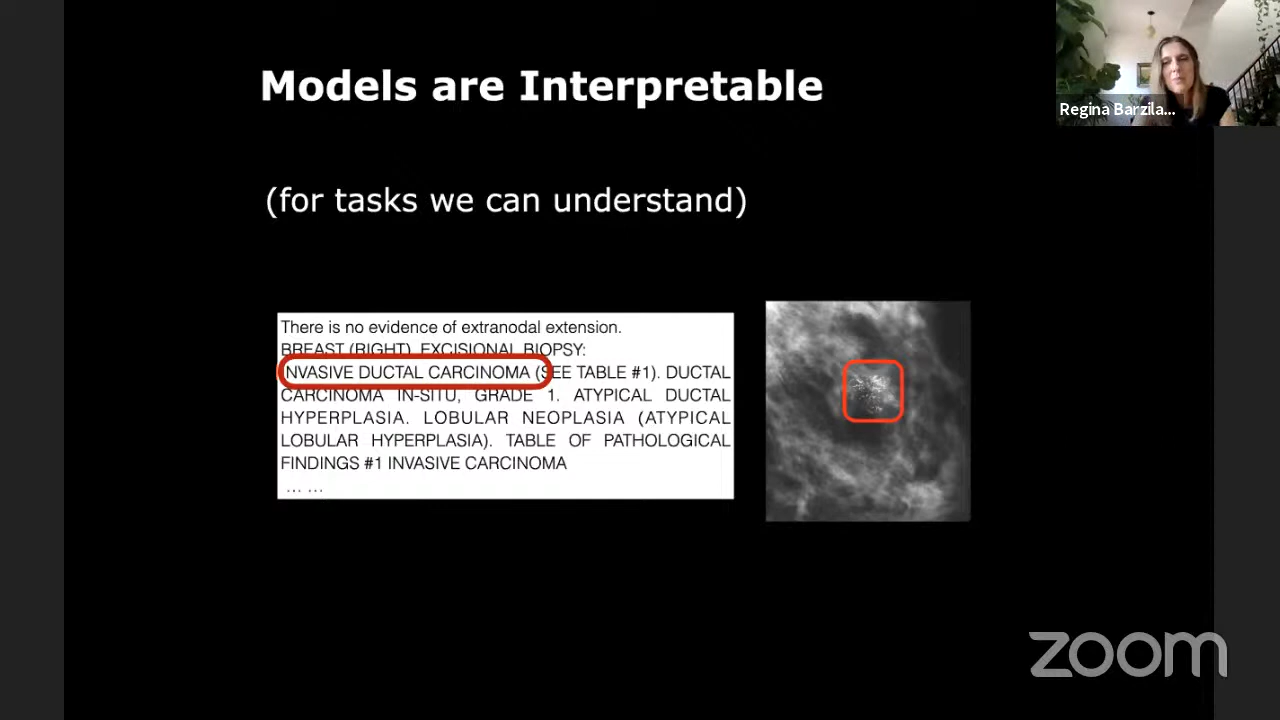 Models are Interpretable
Regina Barzila...
(for tasks we can understand)
There is no evidence of extranodal extension.
BREAST (RIGHT), EXCISIONAL BIOPSY:
INVASIVE DUCTAL CARCINOMA (SEE TABLE #1). DUCTAL
CARCINOMA IN-SITU, GRADE 1. ATYPICAL DUCTAL
HYPERPLASIA. LOBULAR NEOPLASIA (ATYPICAL
LOBULAR HYPERPLASIA). TABLE OF PATHOLOGICAL
FINDINGS #1 INVASIVE CARCINOMA
... ...
zoom